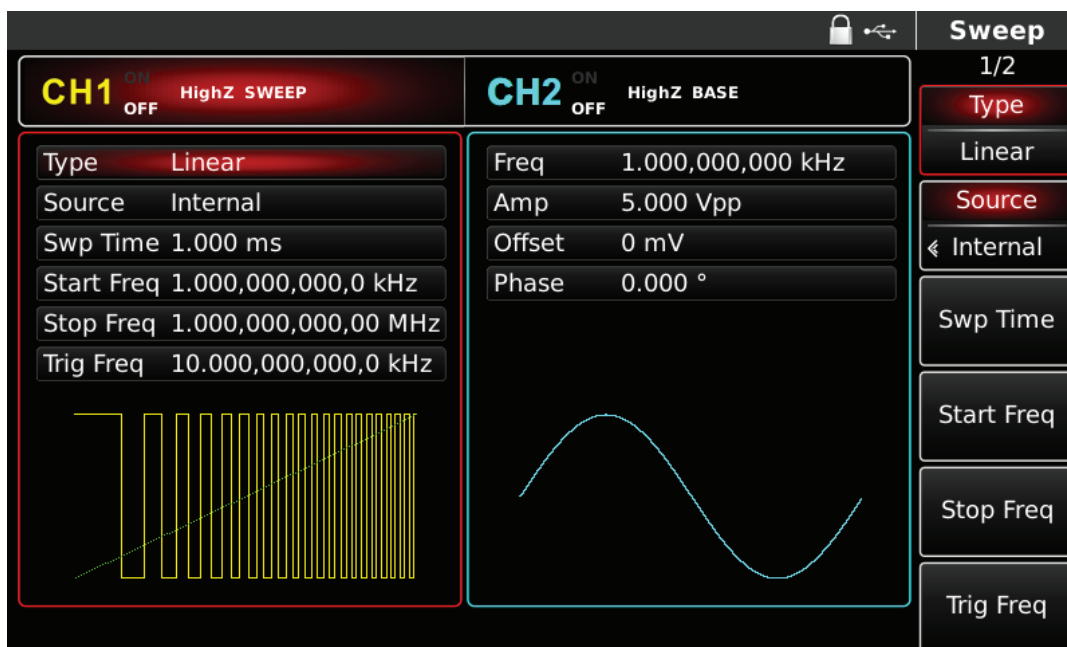 Sweep
1/2
CH1 ON OFF HighZ SWEEP
CH2 ON OFF HighZ BASE
Type Linear
Source Internal
Swp Time 1.000 ms
Start Freq 1.000,000,000,0 kHz
Stop Freq 1.000,000,000,00 MHz
Trig Freq 10.000,000,000,0 kHz
Freq 1.000,000,000 kHz
Amp 5.000 Vpp
Offset 0 mV
Phase 0.000 °
Type
Linear
Source
Internal
Swp Time
Start Freq
Stop Freq
Trig Freq